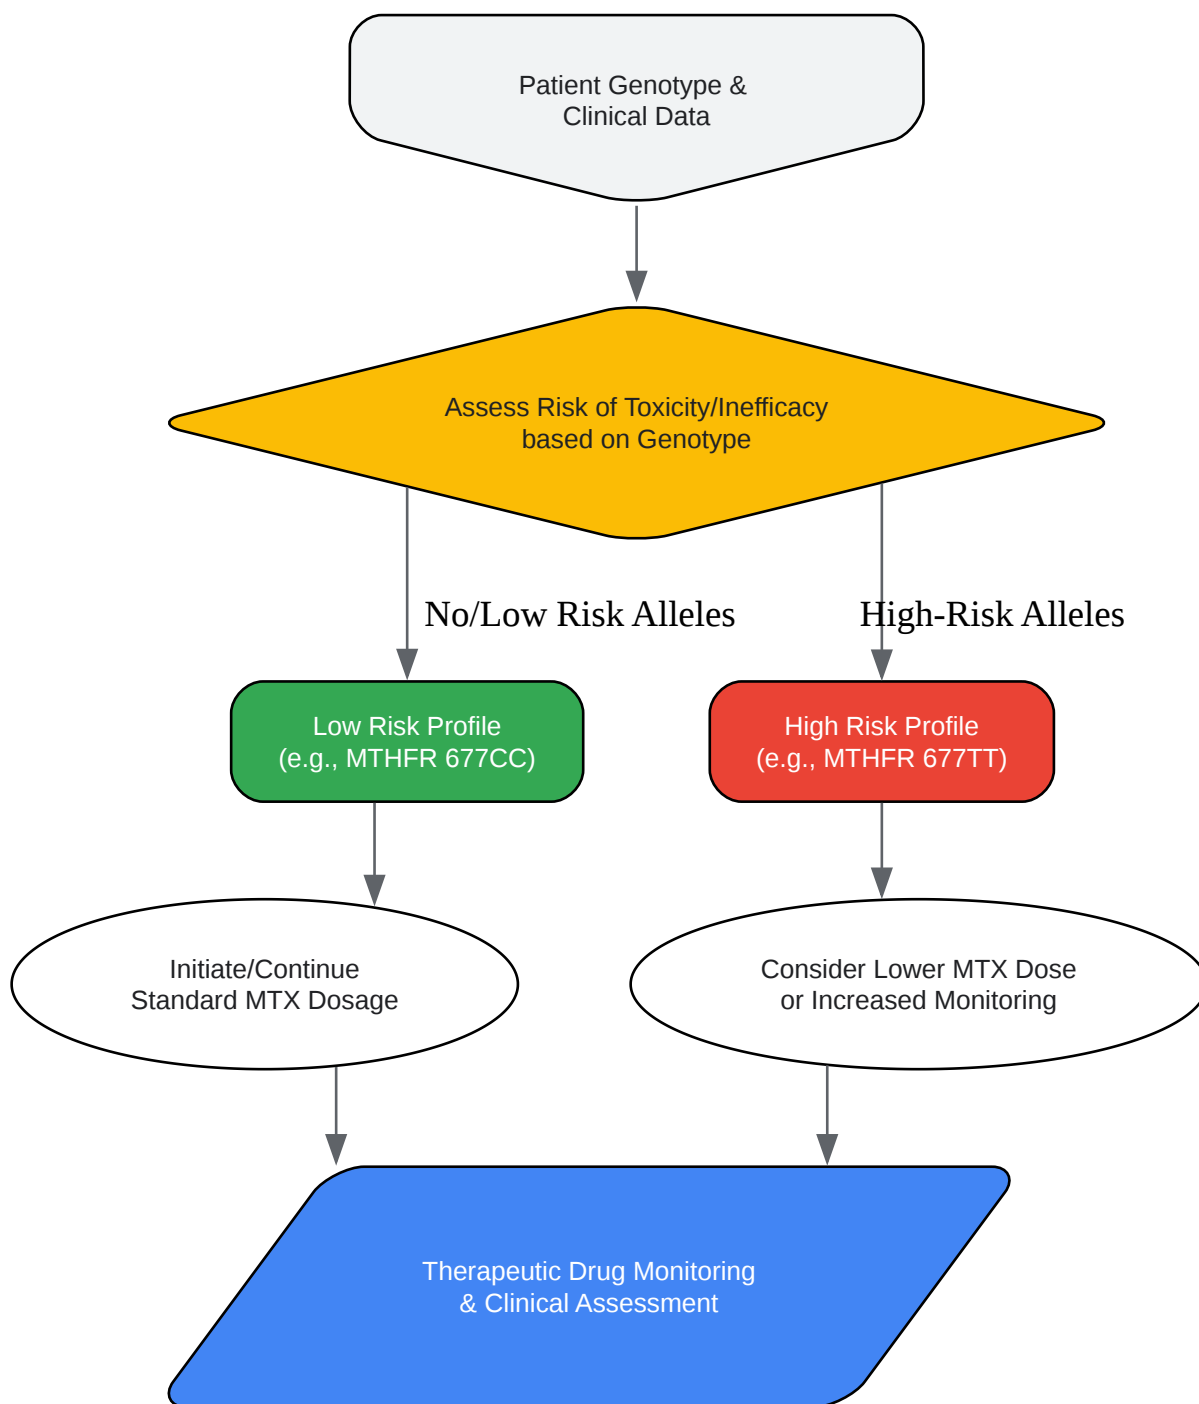 Patient Genotype &
Clinical Data
Assess Risk of Toxicity/Inefficacy
based on Genotype
No/Low Risk Alleles
High-Risk Alleles
Low Risk Profile
(e.g., MTHFR 677CC)
High Risk Profile
(e.g., MTHFR 677TT)
Initiate/Continue
Standard MTX Dosage
Consider Lower MTX Dose
or Increased Monitoring
Therapeutic Drug Monitoring
& Clinical Assessment